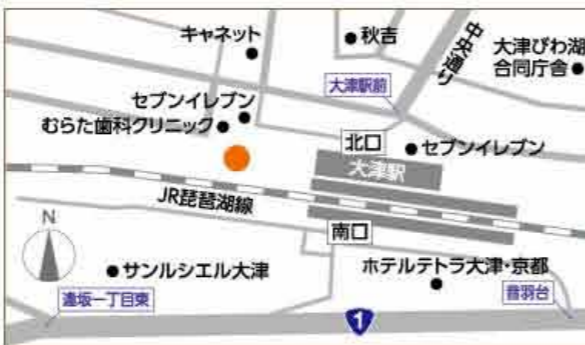 キャネット
秋吉
中央通り
大津びわ湖
合同庁舎
大津駅前
セブンイレブン
むらた歯科クリニック
北口
セブンイレブン
大津駅
JR琵琶湖線
N
南口
サンルシエル大津
ホテルテトラ大津・京都
逢坂一丁目東
音羽台
1